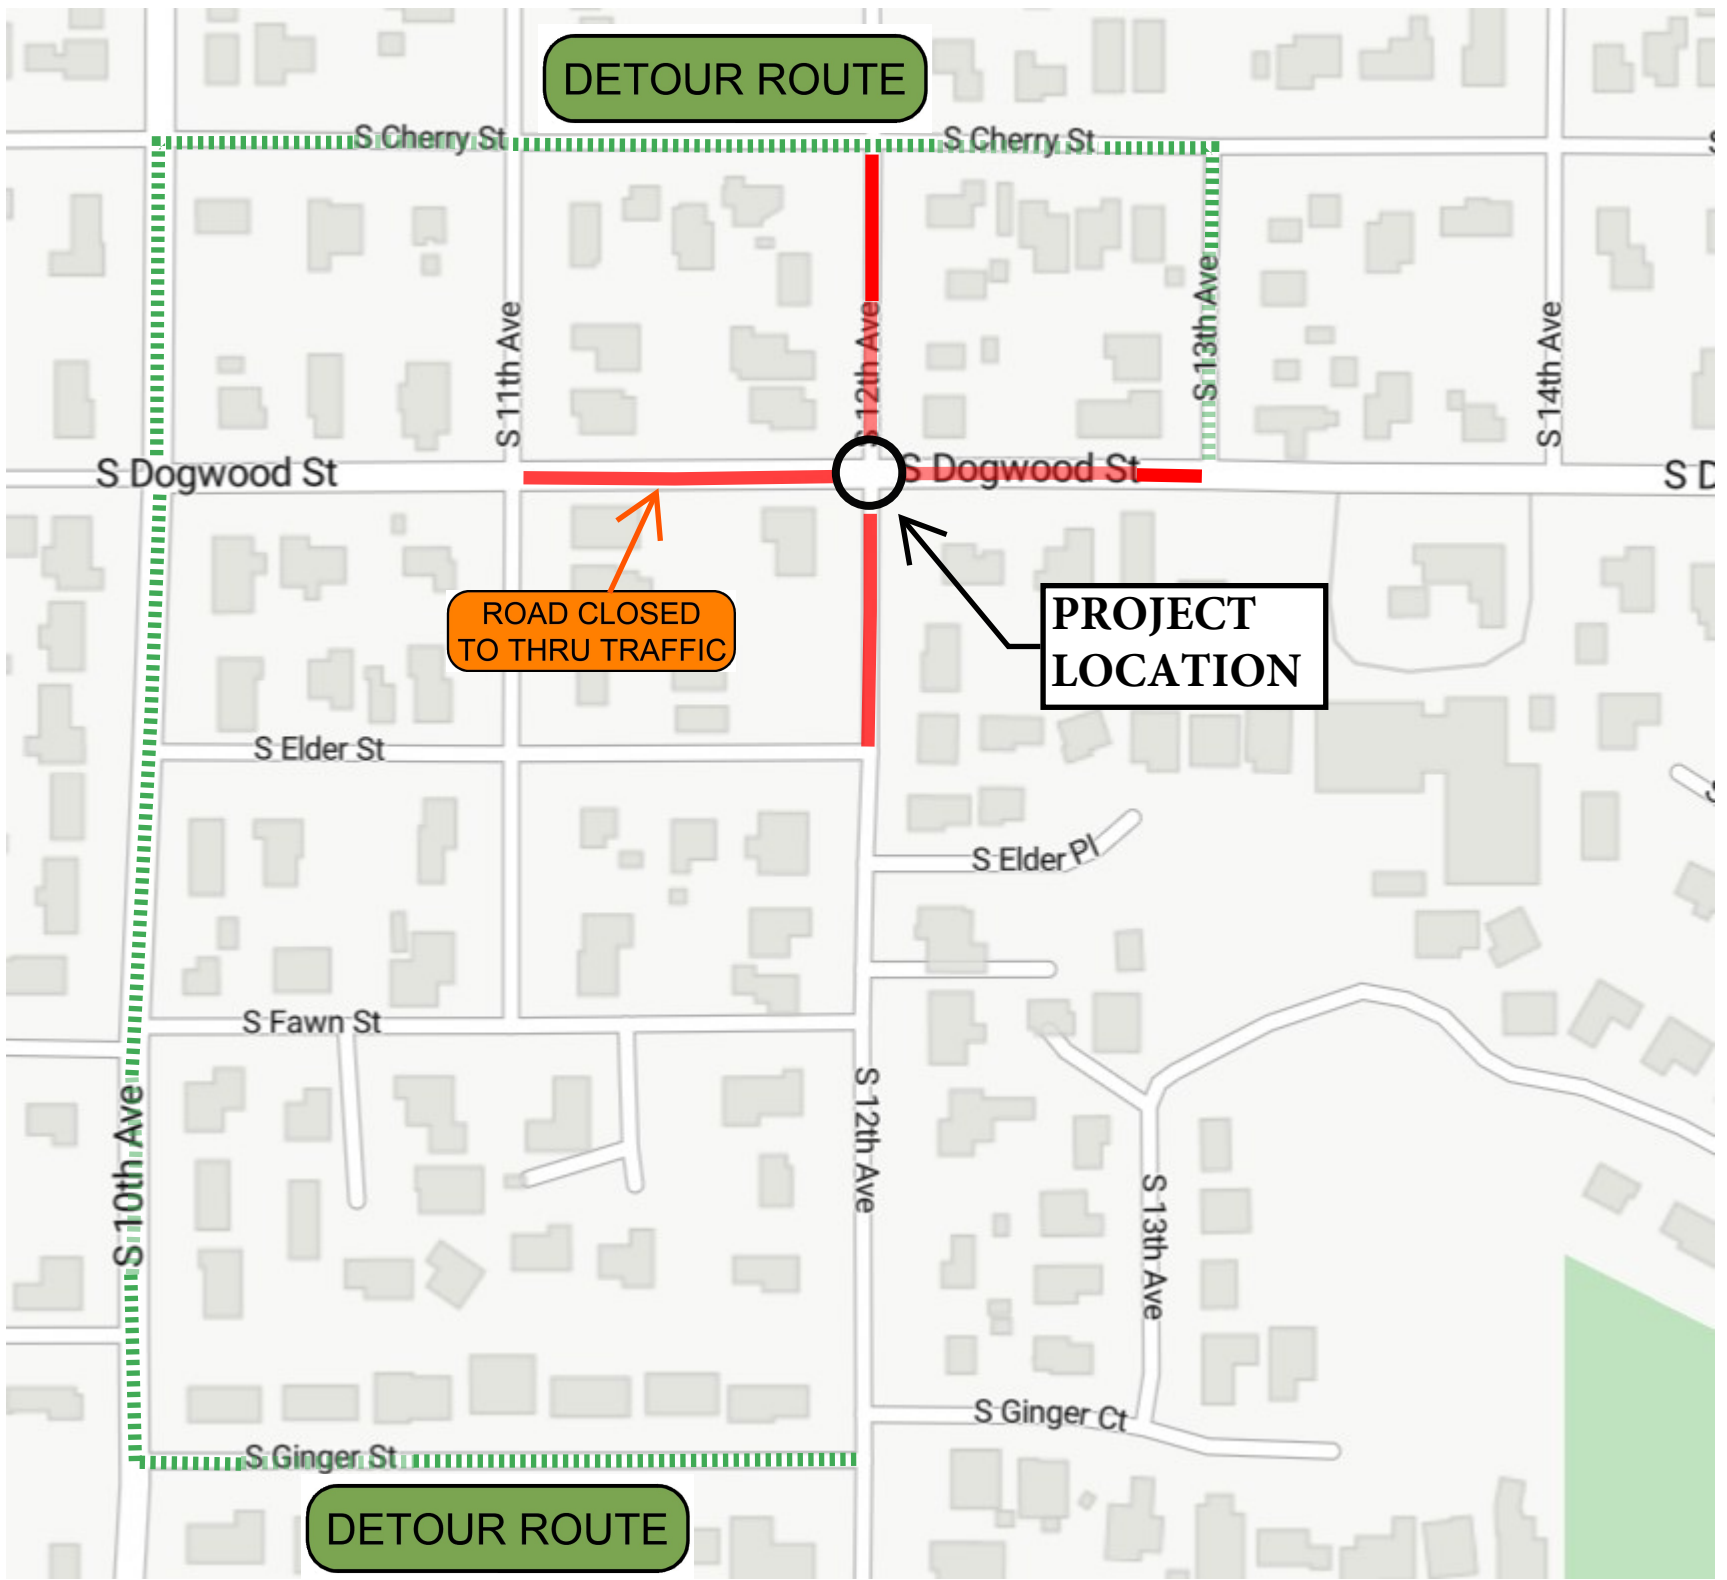 DETOUR ROUTE
S Cherry St
S Cherry St
S 11th Ave
S 12th Ave
S 13th Ave
S 14th Ave
S Dogwood St
S Dogwood St
S D
ROAD CLOSED
TO THRU TRAFFIC
PROJECT
LOCATION
S Elder St
S Elder Pl
S Fawn St
S 10th Ave
S 12th Ave
S 13th Ave
S Ginger Ct
S Ginger St
DETOUR ROUTE